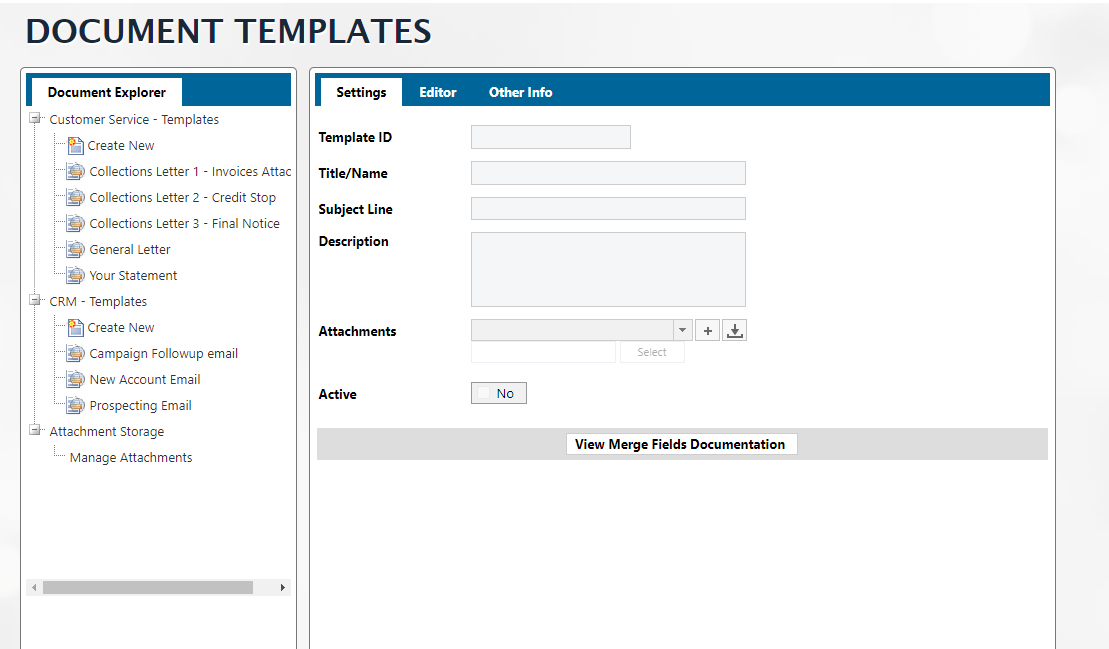 DOCUMENT TEMPLATES
Document Explorer
Customer Service - Templates
Create New
Collections Letter 1 - Invoices Attac
Collections Letter 2 - Credit Stop
Collections Letter 3 - Final Notice
General Letter
Your Statement
CRM - Templates
Create New
Campaign Followup email
New Account Email
Prospecting Email
Attachment Storage
Manage Attachments
Settings Editor Other Info
Template ID
Title/Name
Subject Line
Description
Attachments
Select
Active No
View Merge Fields Documentation